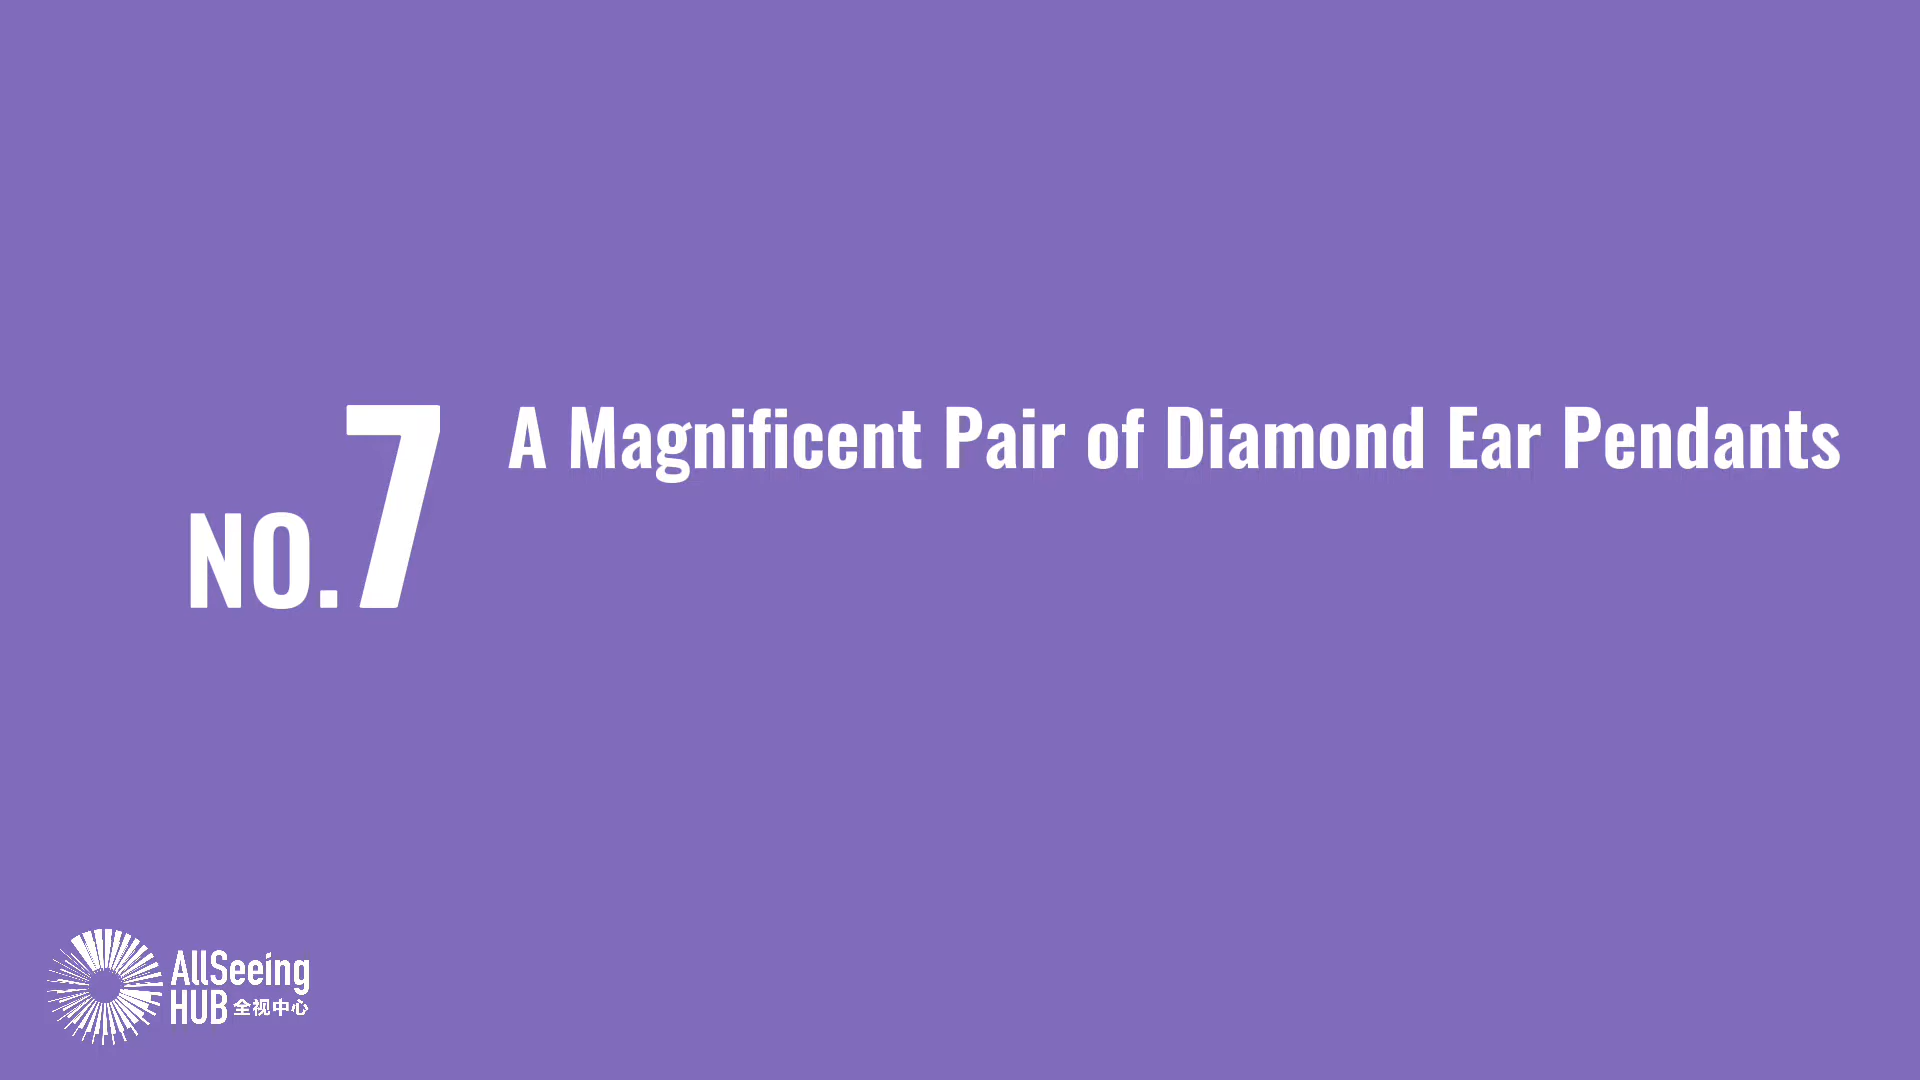 NO.7
A Magnificent Pair of Diamond Ear Pendants
AllSeeing
HUB 全视中心